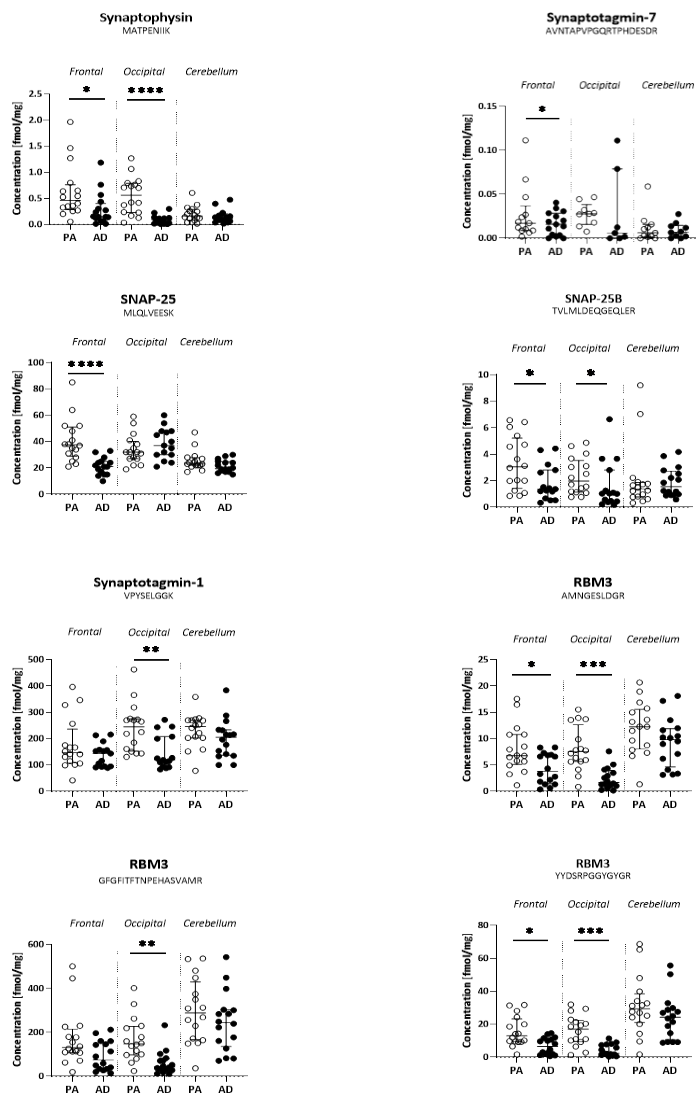 Synaptophysin
MATPENIIK
Frontal Occipital Cerebellum
*
****
Concentration [fmol/mg]
2.5
2.0
1.5
1.0
0.5
0.0
PA AD PA AD PA AD
Synaptotagmin-7
AVNTAPVPGQRTPHDESDR
Frontal Occipital Cerebellum
*
Concentration [fmol/mg]
0.15
0.10
0.05
0.00
PA AD PA AD PA AD
SNAP-25
MLQLVEESK
Frontal Occipital Cerebellum
****
Concentration [fmol/mg]
100
80
60
40
20
0
PA AD PA AD PA AD
SNAP-25B
TVLMLDEQGEQLER
Frontal Occipital Cerebellum
*
*
Concentration [fmol/mg]
10
8
6
4
2
0
PA AD PA AD PA AD
Synaptotagmin-1
VPYSELGGK
Frontal Occipital Cerebellum
**
Concentration [fmol/mg]
500
400
300
200
100
0
PA AD PA AD PA AD
RBM3
AMNGESLDGR
Frontal Occipital Cerebellum
*
***
Concentration [fmol/mg]
25
20
15
10
5
0
PA AD PA AD PA AD
RBM3
GFGFITFTNPEHASVAMR
Frontal Occipital Cerebellum
**
Concentration [fmol/mg]
600
400
200
0
PA AD PA AD PA AD
RBM3
YYDSRPGGYGYGR
Frontal Occipital Cerebellum
*
***
Concentration [fmol/mg]
80
60
40
20
0
PA AD PA AD PA AD